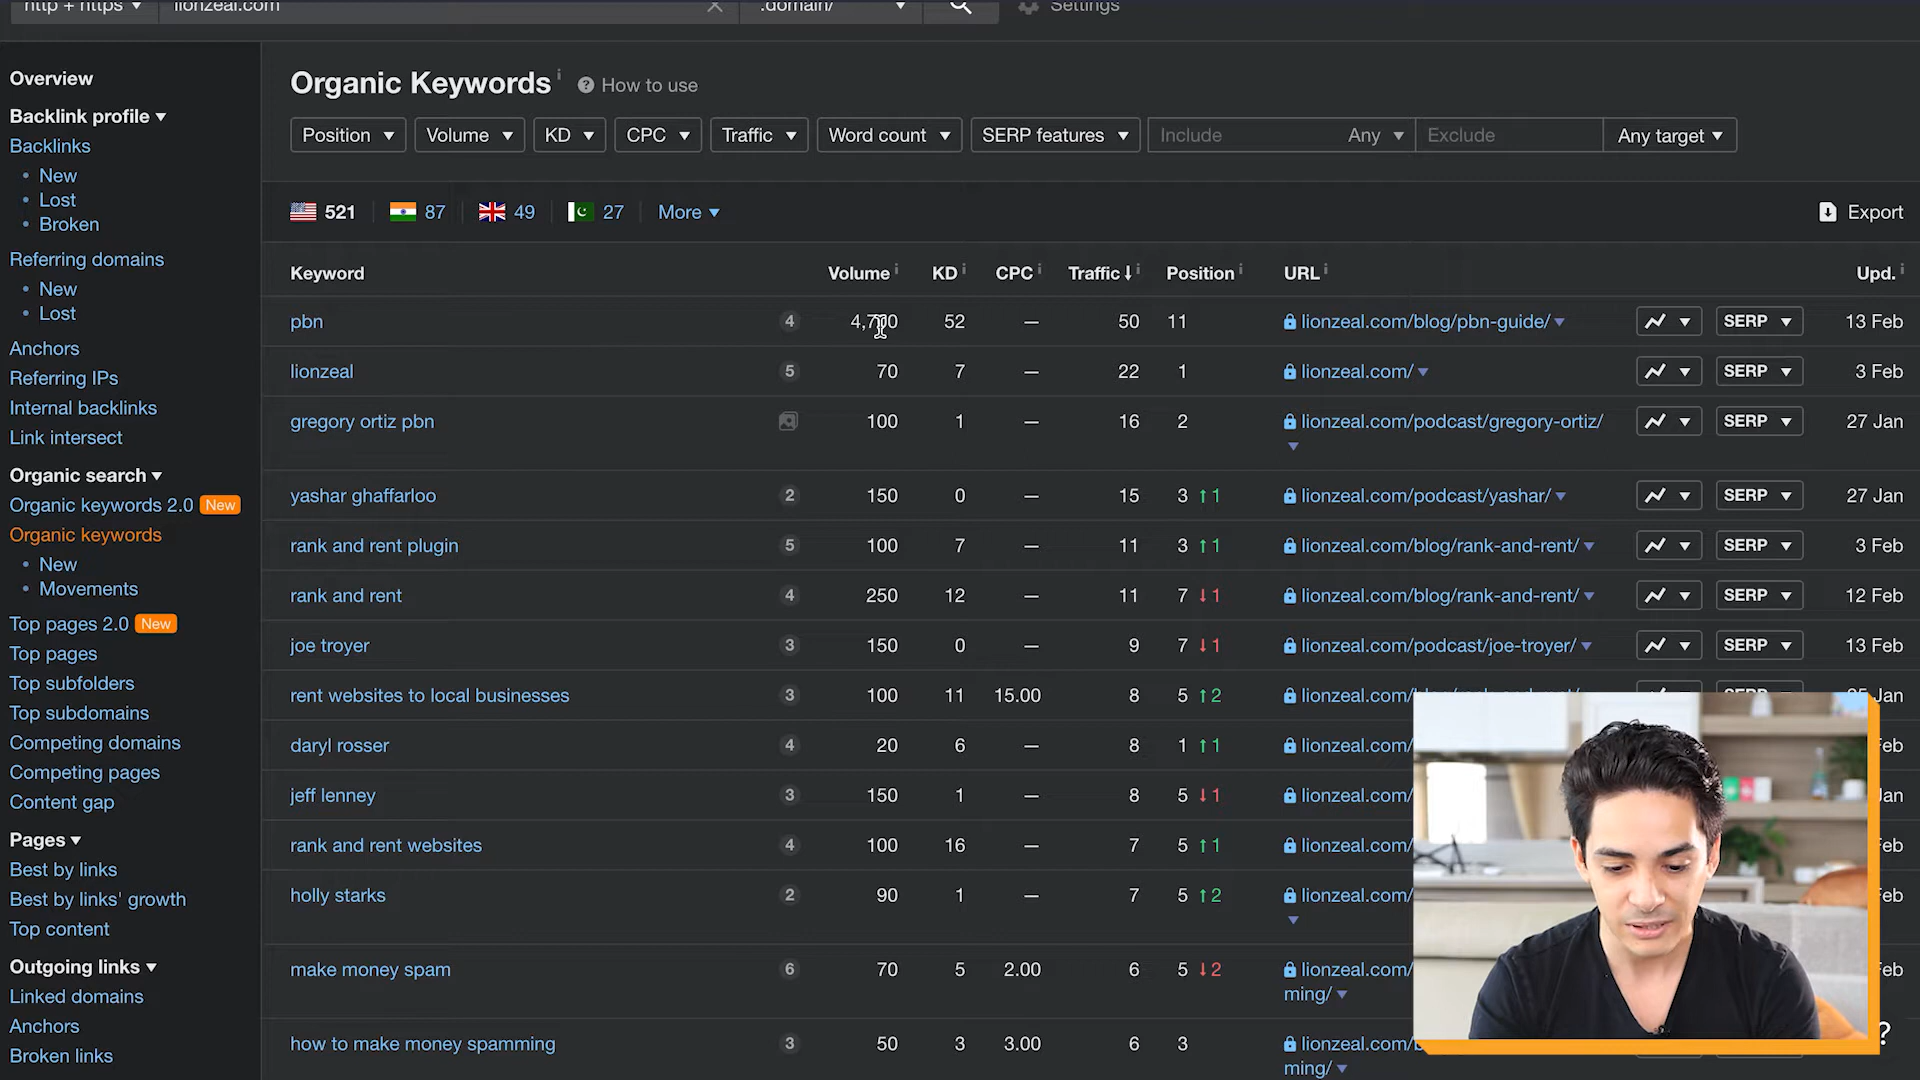 http + https
lionzeal.com
.domain/
Settings
Overview
Backlink profile
Backlinks
New
Lost
Broken
Referring domains
New
Lost
Anchors
Referring IPs
Internal backlinks
Link intersect
Organic search
Organic keywords 2.0 New
Organic keywords
New
Movements
Top pages 2.0 New
Top pages
Top subfolders
Top subdomains
Competing domains
Competing pages
Content gap
Pages
Best by links
Best by links' growth
Top content
Outgoing links
Linked domains
Anchors
Broken links
Organic Keywords i ? How to use
Position Volume KD CPC Traffic Word count SERP features Include Any Exclude Any target
521 87 49 27 More Export
Keyword Volume i KD i CPC i Traffic ↓ i Position i URL i Upd. i
pbn 4 52 — 50 11 lionzeal.com/blog/pbn-guide/ SERP 13 Feb
lionzeal 5 70 7 — 22 1 lionzeal.com/ SERP 3 Feb
gregory ortiz pbn 100 1 — 16 2 lionzeal.com/podcast/gregory-ortiz/ SERP 27 Jan
yashar ghaffarloo 2 150 0 — 15 3 ↑1 lionzeal.com/podcast/yashar/ SERP 27 Jan
rank and rent plugin 5 100 7 — 11 3 ↑1 lionzeal.com/blog/rank-and-rent/ SERP 3 Feb
rank and rent 4 250 12 — 11 7 ↓1 lionzeal.com/blog/rank-and-rent/ SERP 12 Feb
joe troyer 3 150 0 — 9 7 ↓1 lionzeal.com/podcast/joe-troyer/ SERP 13 Feb
rent websites to local businesses 3 100 11 15.00 8 5 ↑2 SERP Jan
daryl rosser 4 20 6 — 8 1 ↑1 lionzeal.com/ Feb
jeff lenney 3 150 1 — 8 5 ↓1 lionzeal.com/ Jan
rank and rent websites 4 100 16 — 7 5 ↑1 lionzeal.com/ Feb
holly starks 2 90 1 — 7 5 ↑2 lionzeal.com/ Feb
make money spam 6 70 5 2.00 6 5 ↓2 lionzeal.com/ Feb
ming/
how to make money spamming 3 50 3 3.00 6 3 lionzeal.com/ ?
ming/